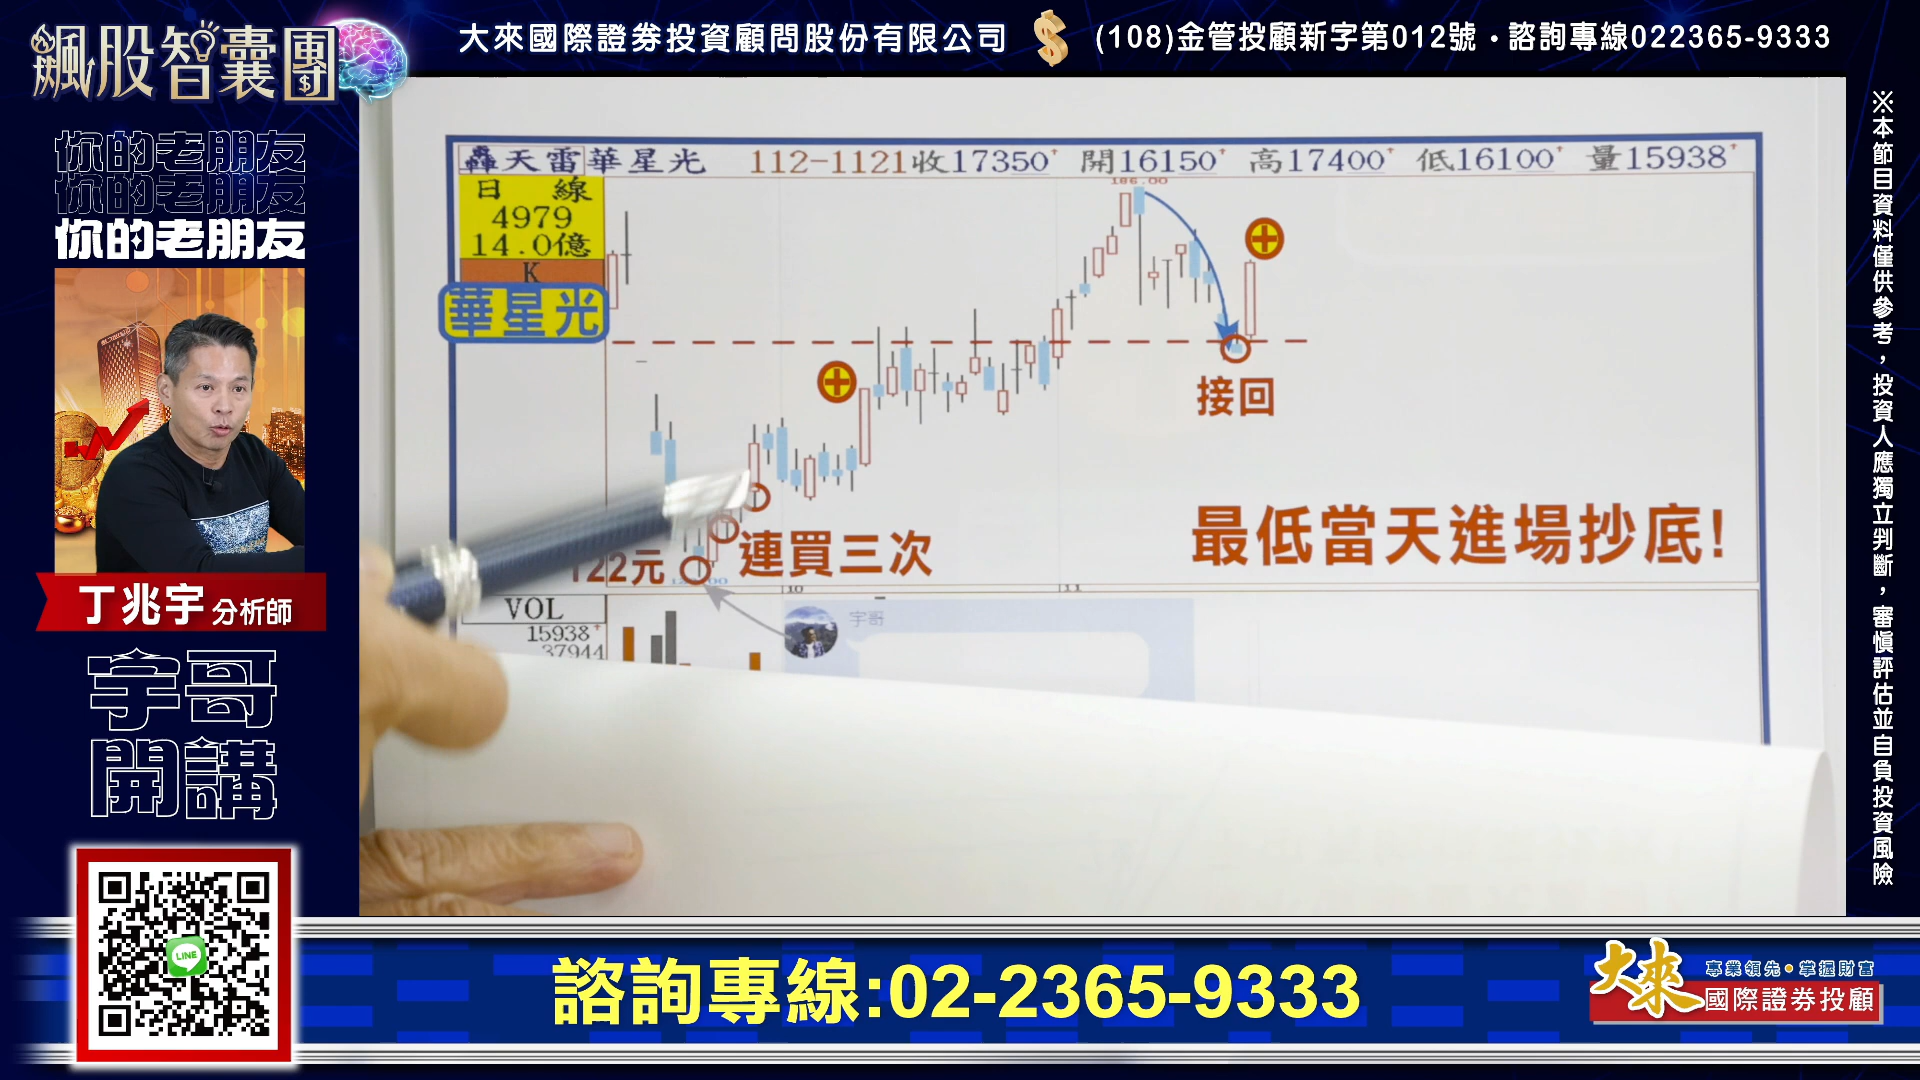 飆股智囊團
大來國際證券投資顧問股份有限公司
(108)金管投顧新字第012號・諮詢專線022365-9333
你的老朋友
你的老朋友
你的老朋友
丁兆宇 分析師
宇哥
開講
LINE
轟天雷華星光 112-1121收17350 開16150 高17400 低16100 量15938
日 線
4979
14.0億
K
華星光
186.00
接回
連買三次
122元
最低當天進場抄底!
10
11
VOL
15938
37944
宇哥
※本節目資料僅供參考，投資人應獨立判斷，審慎評估並自負投資風險
諮詢專線:02-2365-9333
大來
專業領先•掌握財富
國際證券投顧